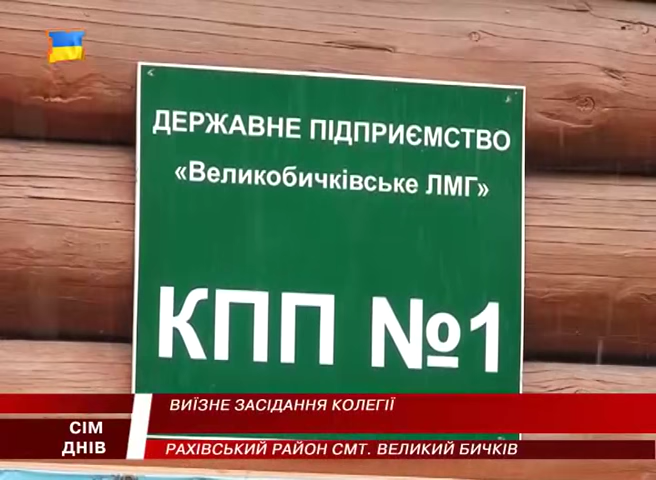 ДЕРЖАВНЕ ПІДПРИЄМСТВО
«Великобичківське ЛМГ»
КПП №1
ВИЇЗНЕ ЗАСІДАННЯ КОЛЕГІЇ
СІМ
ДНІВ
РАХІВСЬКИЙ РАЙОН СМТ. ВЕЛИКИЙ БИЧКІВ